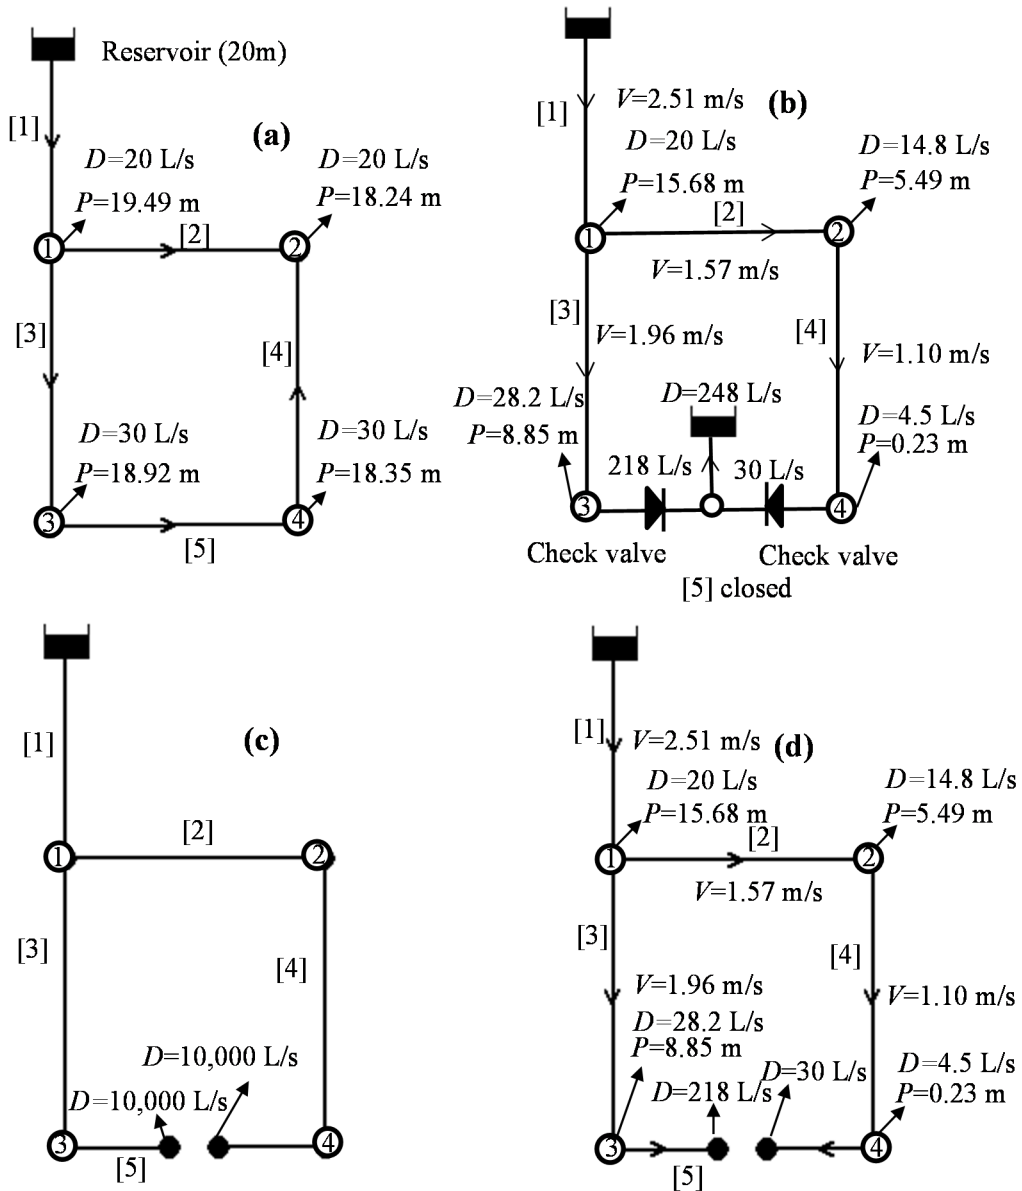 Reservoir (20m)
[1]
(a)
D=20 L/s
P=19.49 m
D=20 L/s
P=18.24 m
1
[2]
2
[3]
[4]
D=30 L/s
P=18.92 m
D=30 L/s
P=18.35 m
3
4
[5]
V=2.51 m/s
(b)
[1]
D=20 L/s
P=15.68 m
D=14.8 L/s
P=5.49 m
[2]
1
2
V=1.57 m/s
[3]
V=1.96 m/s
[4]
V=1.10 m/s
D=28.2 L/s
P=8.85 m
D=248 L/s
D=4.5 L/s
P=0.23 m
218 L/s
30 L/s
3
4
Check valve
Check valve
[5] closed
[1]
(c)
[2]
1
2
[3]
[4]
D=10,000 L/s
D=10,000 L/s
3
4
[5]
[1]
V=2.51 m/s
(d)
D=20 L/s
P=15.68 m
D=14.8 L/s
P=5.49 m
[2]
1
2
V=1.57 m/s
[3]
[4]
V=1.96 m/s
V=1.10 m/s
D=28.2 L/s
P=8.85 m
D=30 L/s
D=218 L/s
D=4.5 L/s
P=0.23 m
3
4
[5]